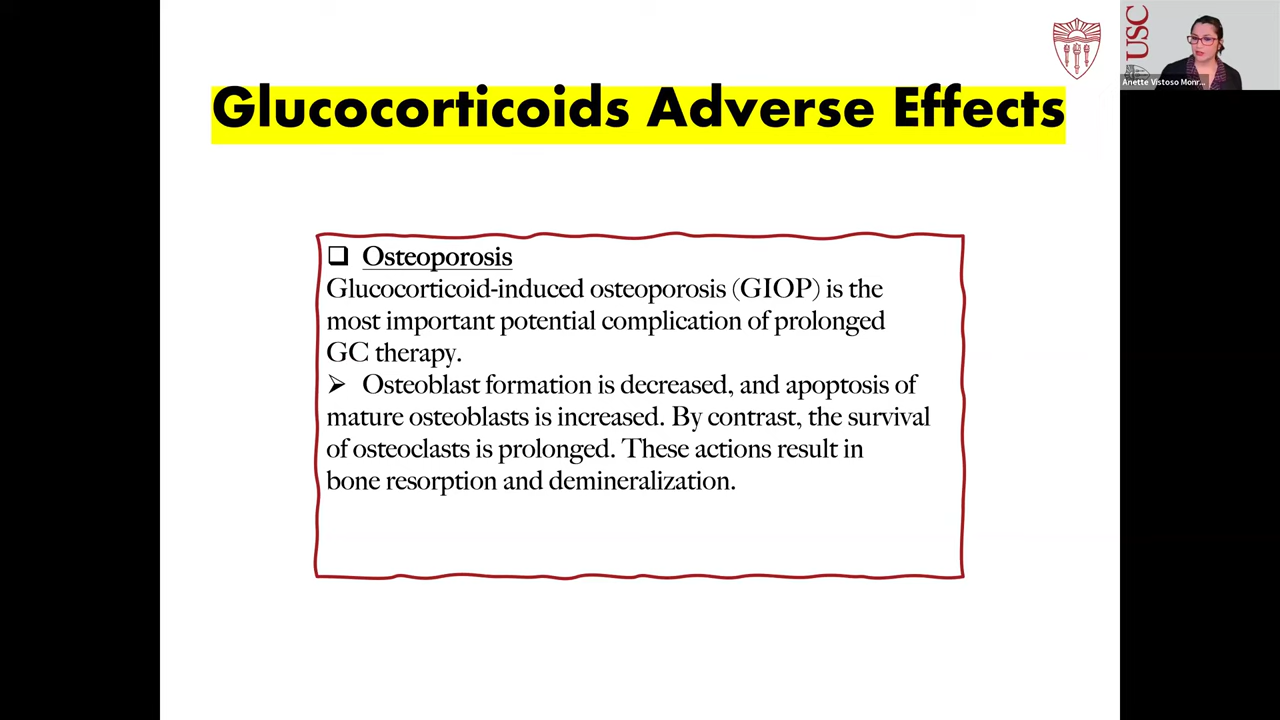 Glucocorticoids Adverse Effects
USC
Anette Vistoso Monr...
Osteoporosis
Glucocorticoid-induced osteoporosis (GIOP) is the
most important potential complication of prolonged
GC therapy.
Osteoblast formation is decreased, and apoptosis of
mature osteoblasts is increased. By contrast, the survival
of osteoclasts is prolonged. These actions result in
bone resorption and demineralization.